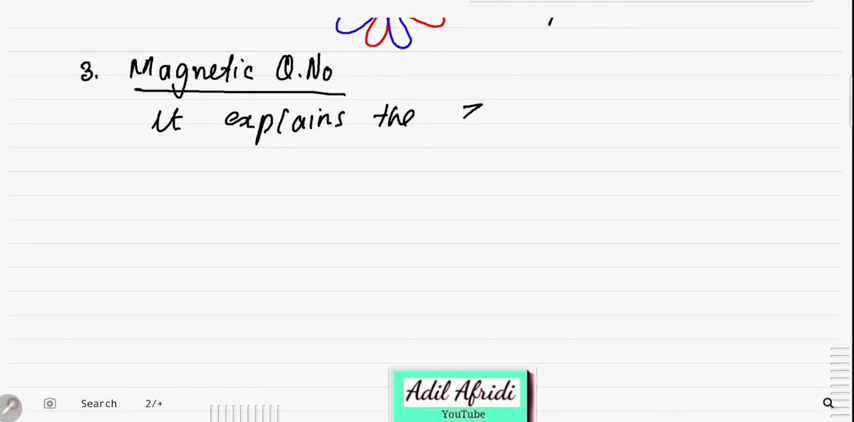 3. Magnetic Q.No
It explains the
Adil Afridi
YouTube
Search 2/+